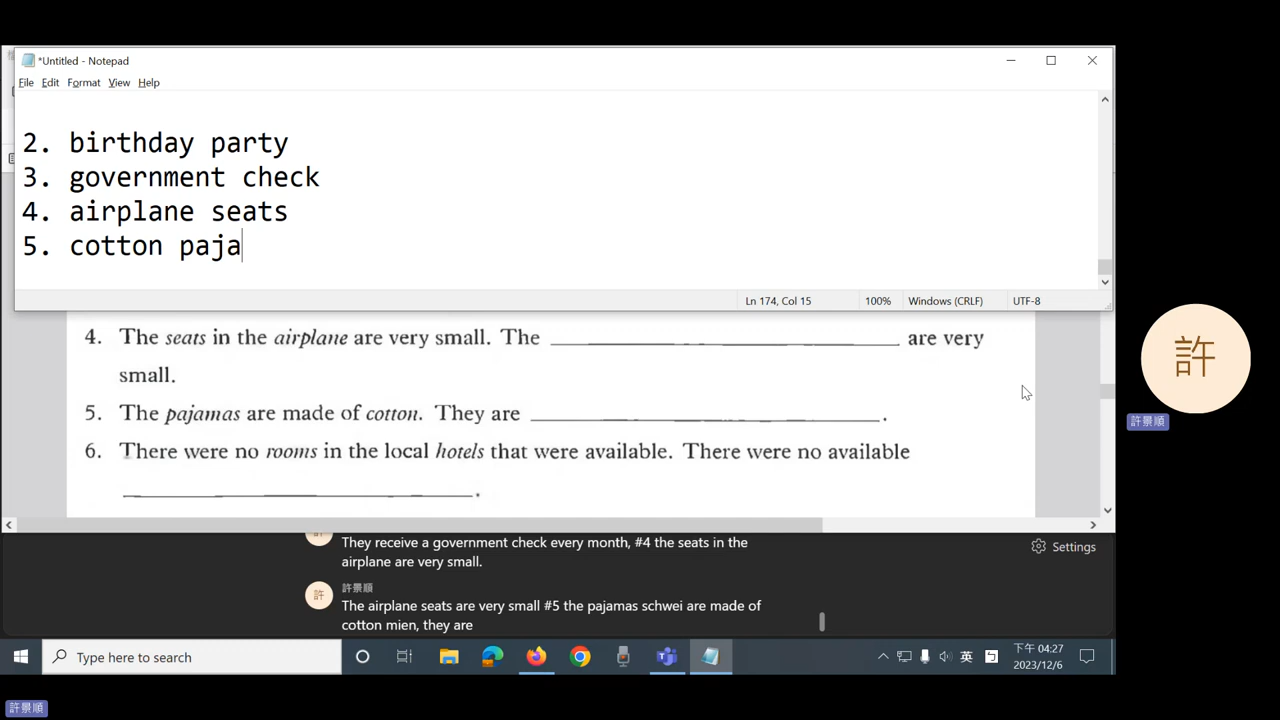 *Untitled - Notepad
File Edit Format View Help
2. birthday party
3. government check
4. airplane seats
5. cotton paja
Ln 174, Col 15 100% Windows (CRLF) UTF-8
4. The seats in the airplane are very small. The ______ are very
small.
5. The pajamas are made of cotton. They are ______.
6. There were no rooms in the local hotels that were available. There were no available
______.
許
許景順
They receive a government check every month, #4 the seats in the
airplane are very small.
Settings
許
許景順
The airplane seats are very small #5 the pajamas schwei are made of
cotton mien, they are
Type here to search
英
下午 04:27
2023/12/6
許景順